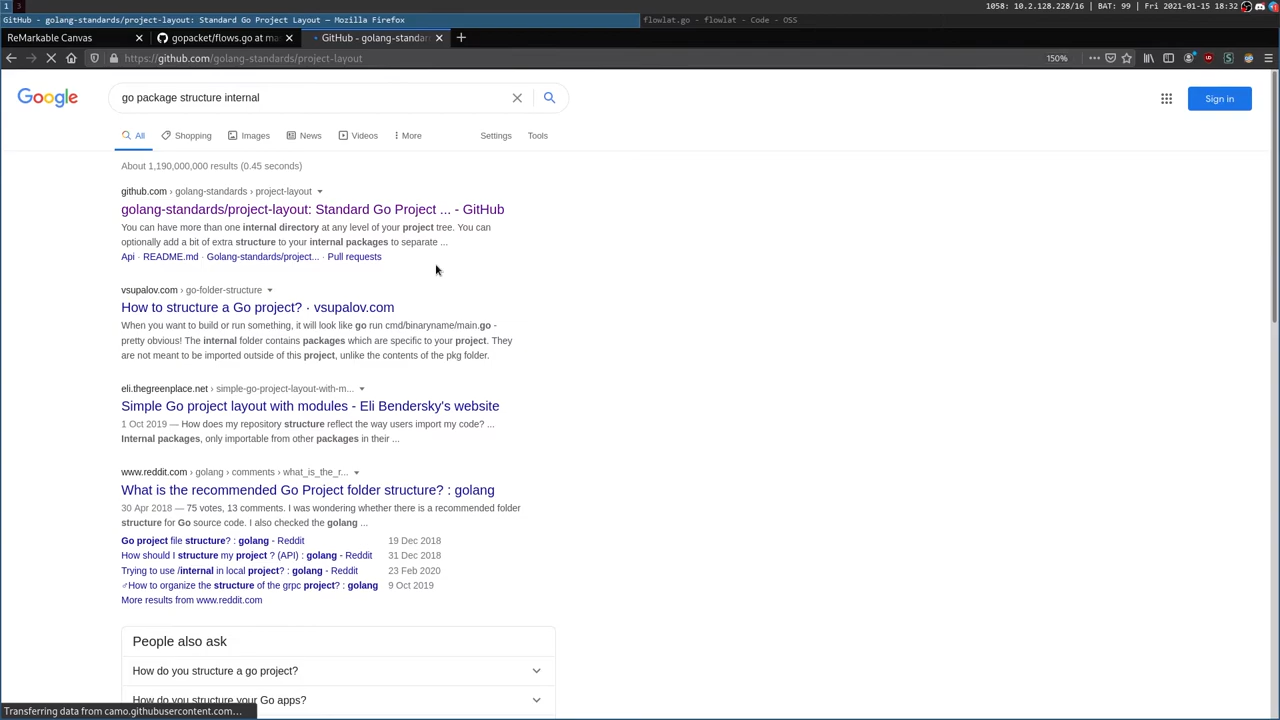 1 3 1058: 10.2.128.228/16 | BAT: 99 | Fri 2021-01-15 18:32
GitHub - golang-standards/project-layout: Standard Go Project Layout — Mozilla Firefox flowlat.go - flowlat - Code - OSS
ReMarkable Canvas gopacket/flows.go at ma GitHub - golang-standar
https://github.com/golang-standards/project-layout 150%
Google go package structure internal Sign in
All Shopping Images News Videos More Settings Tools
About 1,190,000,000 results (0.45 seconds)
github.com › golang-standards › project-layout
golang-standards/project-layout: Standard Go Project ... - GitHub
You can have more than one internal directory at any level of your project tree. You can
optionally add a bit of extra structure to your internal packages to separate ...
Api · README.md · Golang-standards/project... · Pull requests
vsupalov.com › go-folder-structure
How to structure a Go project? · vsupalov.com
When you want to build or run something, it will look like go run cmd/binaryname/main.go -
pretty obvious! The internal folder contains packages which are specific to your project. They
are not meant to be imported outside of this project, unlike the contents of the pkg folder.
eli.thegreenplace.net › simple-go-project-layout-with-m...
Simple Go project layout with modules - Eli Bendersky's website
1 Oct 2019 — How does my repository structure reflect the way users import my code? ...
Internal packages, only importable from other packages in their ...
www.reddit.com › golang › comments › what_is_the_r...
What is the recommended Go Project folder structure? : golang
30 Apr 2018 — 75 votes, 13 comments. I was wondering whether there is a recommended folder
structure for Go source code. I also checked the golang ...
Go project file structure? : golang - Reddit 19 Dec 2018
How should I structure my project ? (API) : golang - Reddit 31 Dec 2018
Trying to use /internal in local project? : golang - Reddit 23 Feb 2020
♂How to organize the structure of the grpc project? : golang 9 Oct 2019
More results from www.reddit.com
People also ask
How do you structure a go project?
How do you structure your Go apps?
Transferring data from camo.githubusercontent.com…